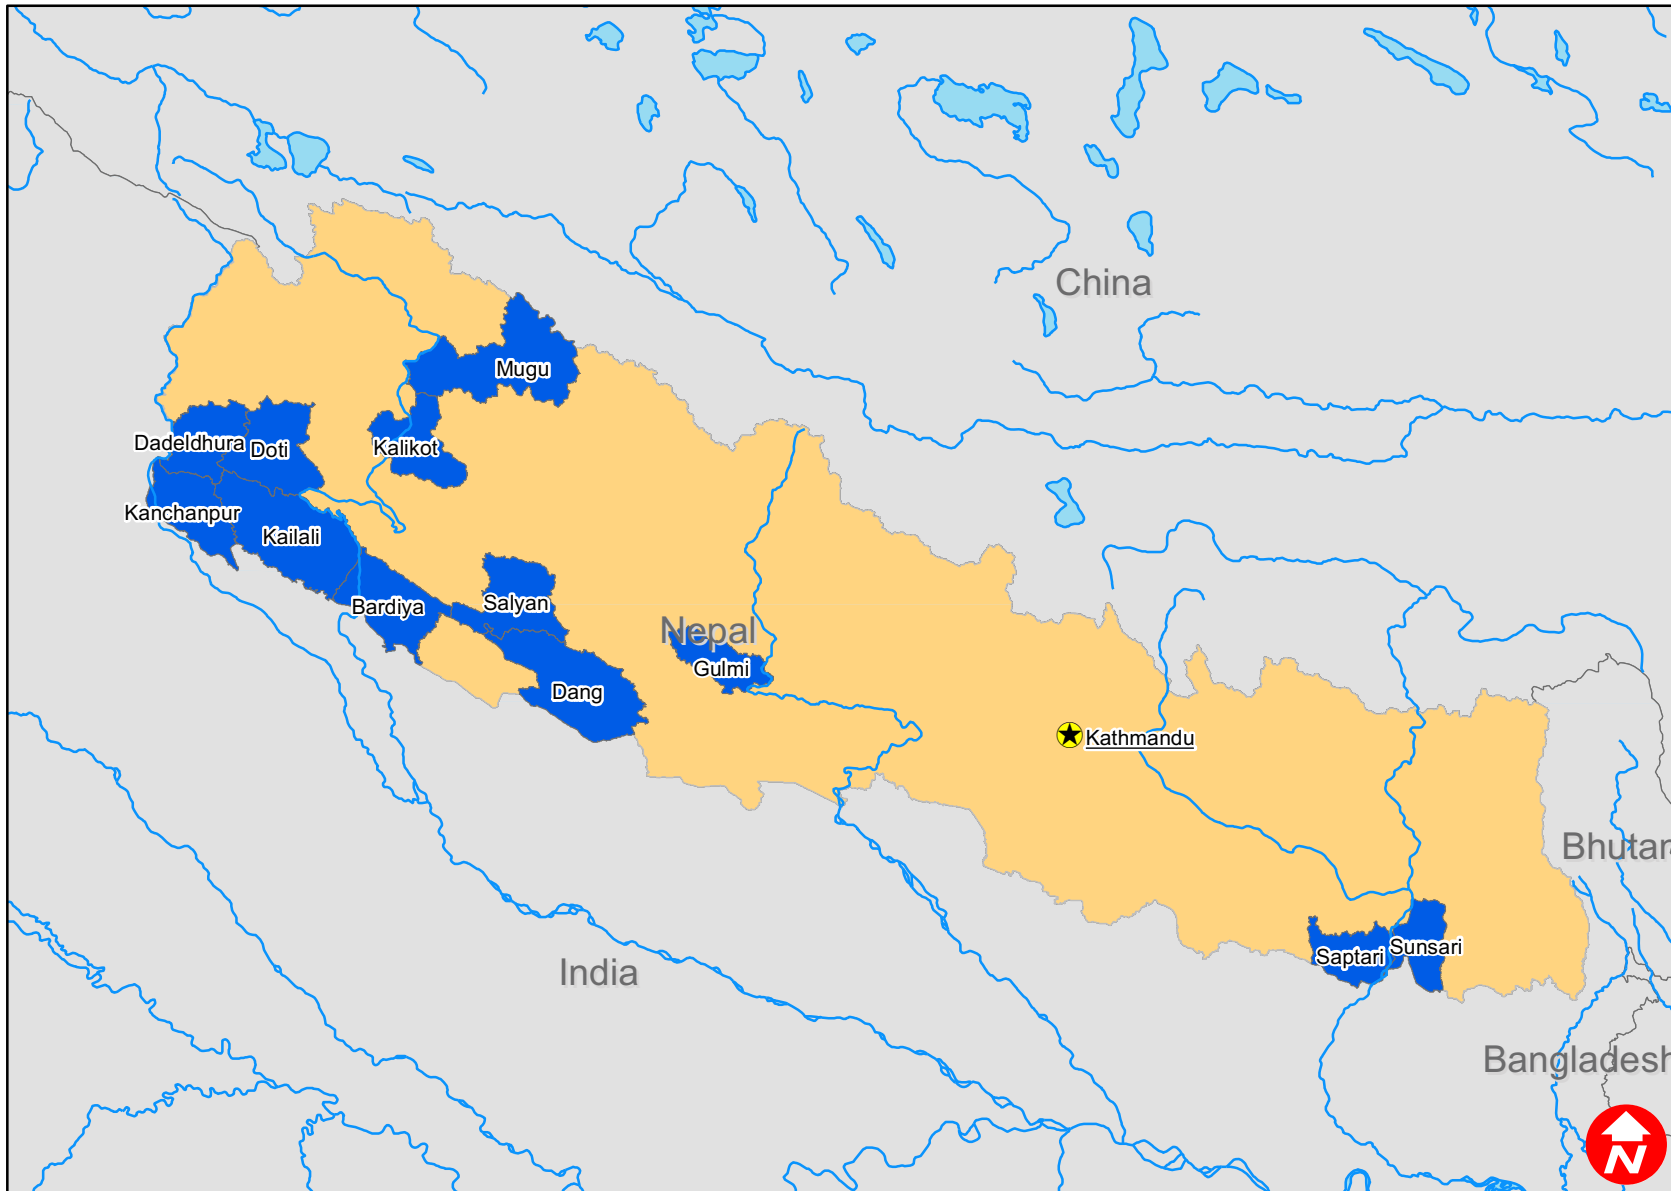 China
Mugu
Dadeldhura
Doti
Kalikot
Kanchanpur
Kailali
Bardiya
Salyan
Nepal
Gulmi
Dang
Kathmandu
Bhutan
Saptari
Sunsari
India
Bangladesh
N